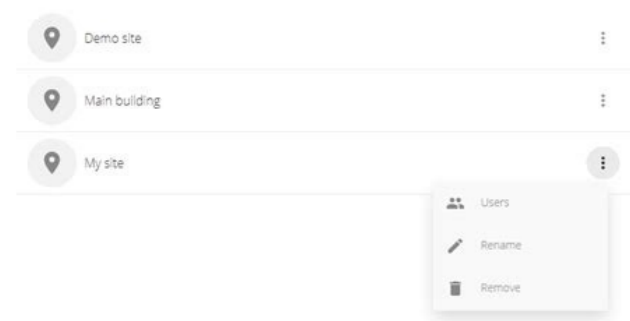 Demo site
Main building
My site
Users
Rename
Remove